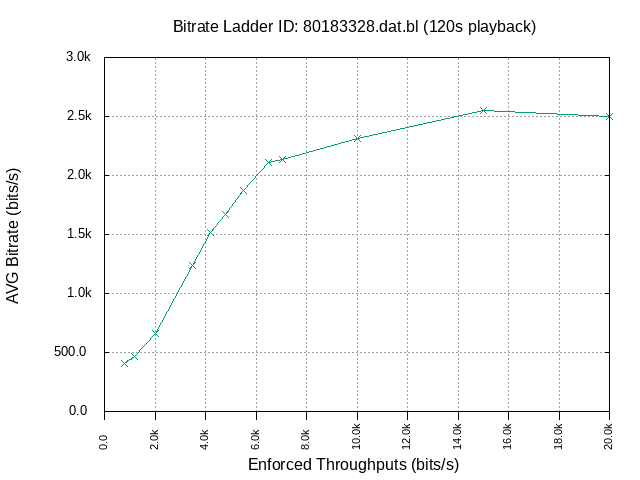 Bitrate Ladder ID: 80183328.dat.bl (120s playback)
3.0k
2.5k
2.0k
1.5k
1.0k
500.0
0.0
AVG Bitrate (bits/s)
0.0
2.0k
4.0k
6.0k
8.0k
10.0k
12.0k
14.0k
16.0k
18.0k
20.0k
Enforced Throughputs (bits/s)